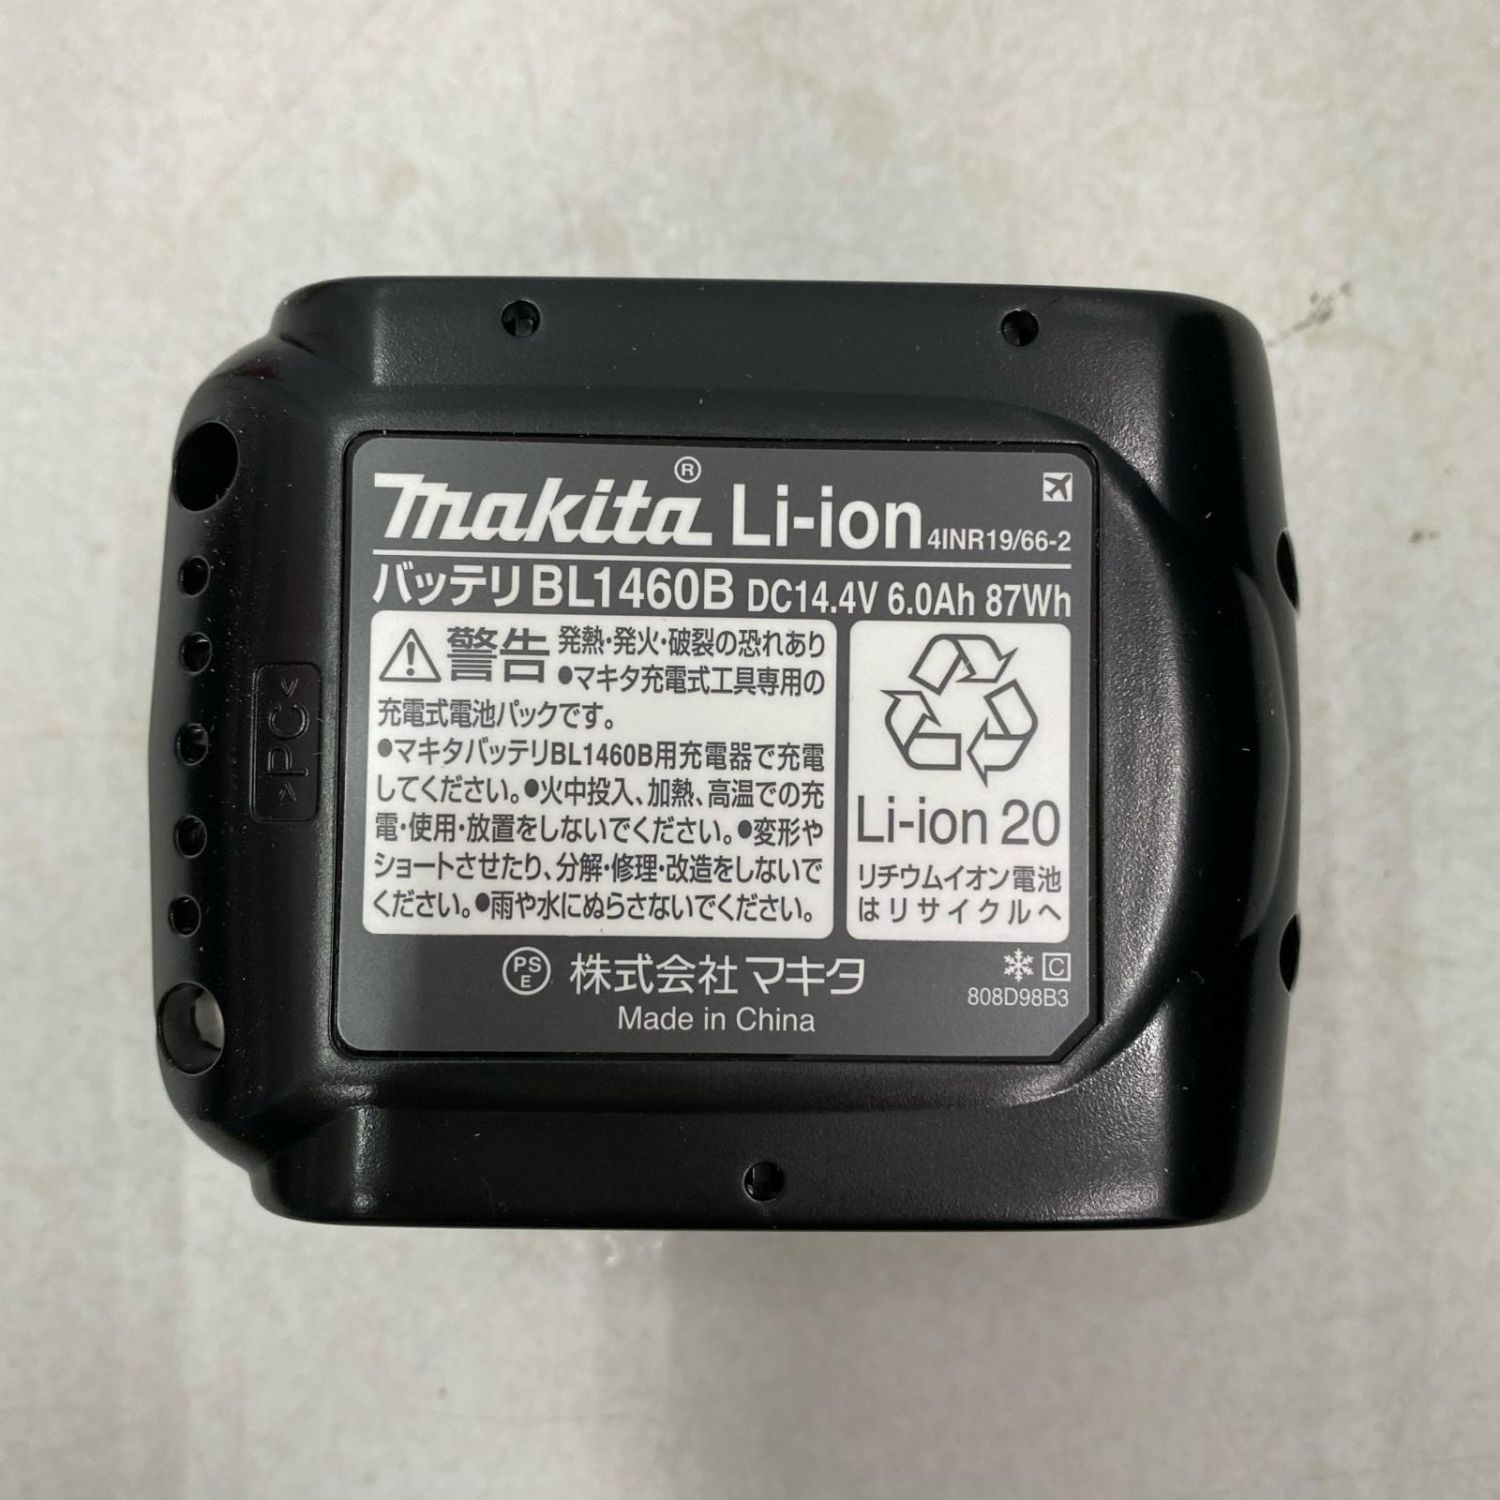 makita® Li-ion 4INR19/66-2
バッテリ BL1460B DC14.4V 6.0Ah 87Wh
⚠警告 発熱・発火・破裂の恐れあり
●マキタ充電式工具専用の
充電式電池パックです。
●マキタバッテリBL1460B用充電器で充電
してください。●火中投入、加熱、高温での充
電・使用・放置をしないでください。●変形や
ショートさせたり、分解・修理・改造をしないで
ください。●雨や水にぬらさないでください。
Li-ion 20
リチウムイオン電池
はリサイクルへ
PS
E
株式会社マキタ
C
808D98B3
Made in China
>PC<